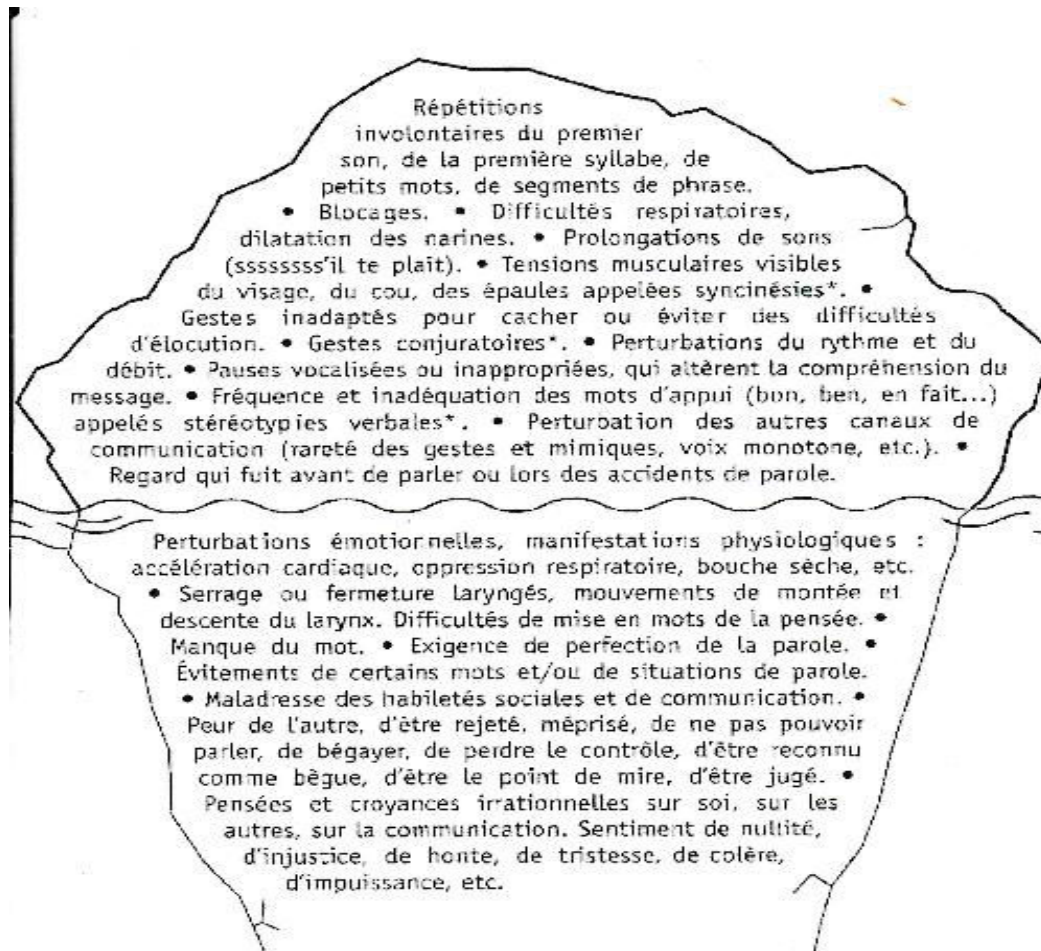 Répétitions
involontaires du premier
son, de la première syllabe, de
petits mots, de segments de phrase.
• Blocages. • Difficultés respiratoires,
dilatation des narines. • Prolongations de sons
(ssssssss'il te plait). • Tensions musculaires visibles
du visage, du cou, des épaules appelées syncinésies*. •
Gestes inadaptés pour cacher ou éviter des difficultés
d'élocution. • Gestes conjuratoires*. • Perturbations du rythme et du
débit. • Pauses vocalisées ou inappropriées, qui altèrent la compréhension du
message. • Fréquence et inadéquation des mots d'appui (bon, ben, en fait...)
appelés stéréotypies verbales*. • Perturbation des autres canaux de
communication (rareté des gestes et mimiques, voix monotone, etc.). •
Regard qui fuit avant de parler ou lors des accidents de parole.
Perturbations émotionnelles, manifestations physiologiques :
accélération cardiaque, oppression respiratoire, bouche sèche, etc.
• Serrage ou fermeture laryngés, mouvements de montée et
descente du larynx. Difficultés de mise en mots de la pensée. •
Manque du mot. • Exigence de perfection de la parole. •
Évitements de certains mots et/ou de situations de parole.
• Maladresse des habiletés sociales et de communication. •
Peur de l'autre, d'être rejeté, méprisé, de ne pas pouvoir
parler, de bégayer, de perdre le contrôle, d'être reconnu
comme bègue, d'être le point de mire, d'être jugé. •
Pensées et croyances irrationnelles sur soi, sur les
autres, sur la communication. Sentiment de nullité,
d'injustice, de honte, de tristesse, de colère,
d'impuissance, etc.